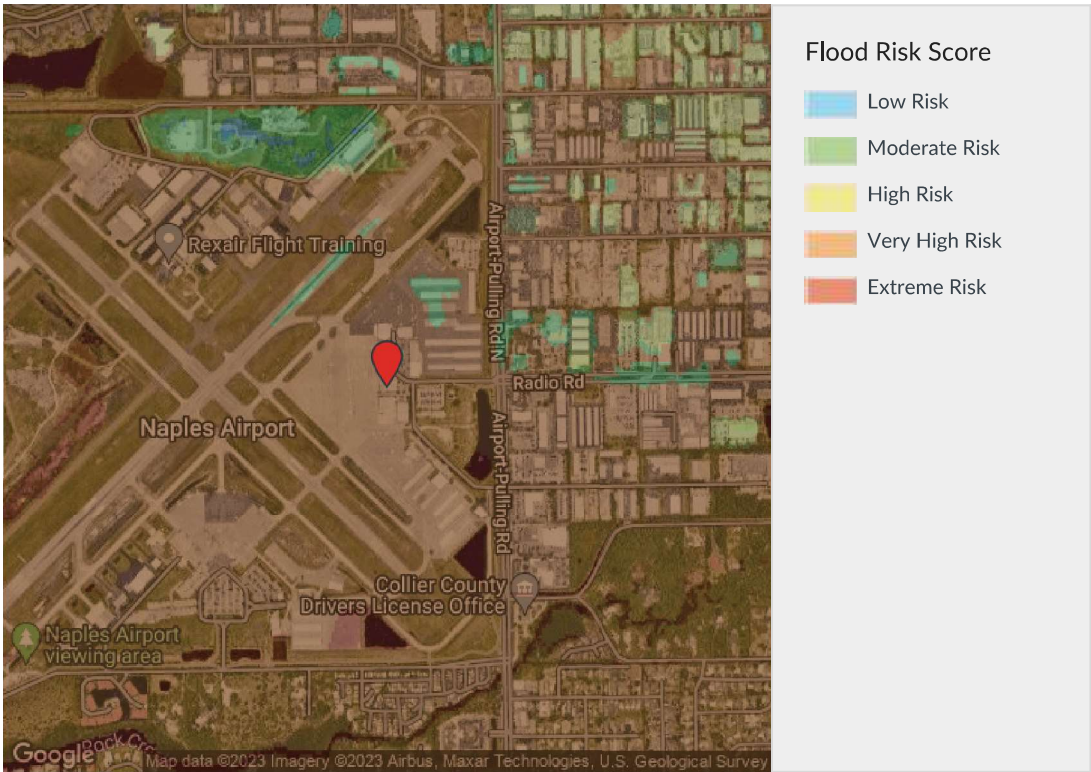 Flood Risk Score
Low Risk
Moderate Risk
High Risk
Very High Risk
Extreme Risk
Rexair Flight Training
Airport-Pulling Rd N
Radio Rd
Naples Airport
Airport-Pulling Rd
Collier County
Drivers License Office
Naples Airport
viewing area
Google
Rock
Map data ©2023 Imagery ©2023 Airbus, Maxar Technologies, U.S. Geological Survey